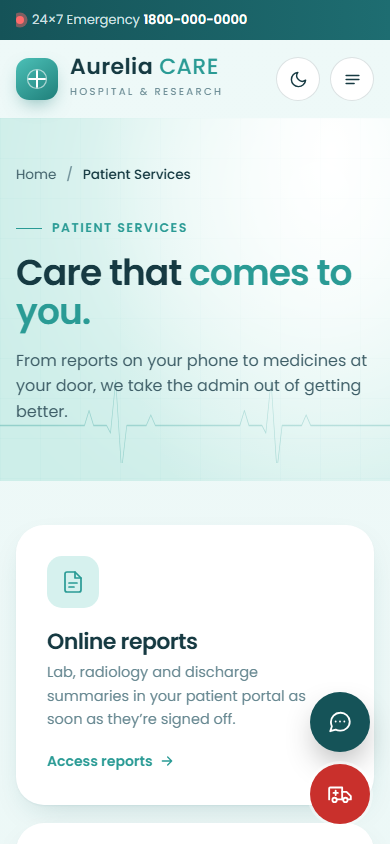 24×7 Emergency 1800-000-0000
Aurelia CARE
HOSPITAL & RESEARCH
Home / Patient Services
PATIENT SERVICES
Care that comes to
you.
From reports on your phone to medicines at
your door, we take the admin out of getting
better.
Online reports
Lab, radiology and discharge
summaries in your patient portal as
soon as they’re signed off.
Access reports →